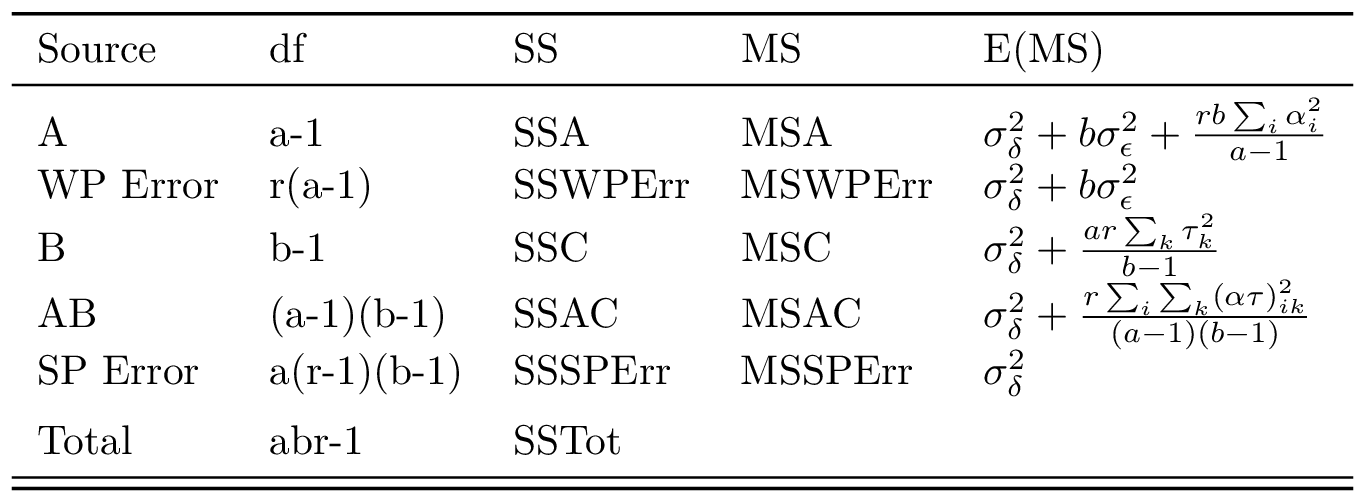 Source df SS MS E(MS)
A a-1 SSA MSA $\sigma_\delta^2 + b\sigma_\epsilon^2 + \frac{rb\sum_i \alpha_i^2}{a-1}$
WP Error r(a-1) SSWPErr MSWPErr $\sigma_\delta^2 + b\sigma_\epsilon^2$
B b-1 SSC MSC $\sigma_\delta^2 + \frac{ar\sum_k \tau_k^2}{b-1}$
AB (a-1)(b-1) SSAC MSAC $\sigma_\delta^2 + \frac{r\sum_i\sum_k (\alpha\tau)_{ik}^2}{(a-1)(b-1)}$
SP Error a(r-1)(b-1) SSSPErr MSSPErr $\sigma_\delta^2$
Total abr-1 SSTot